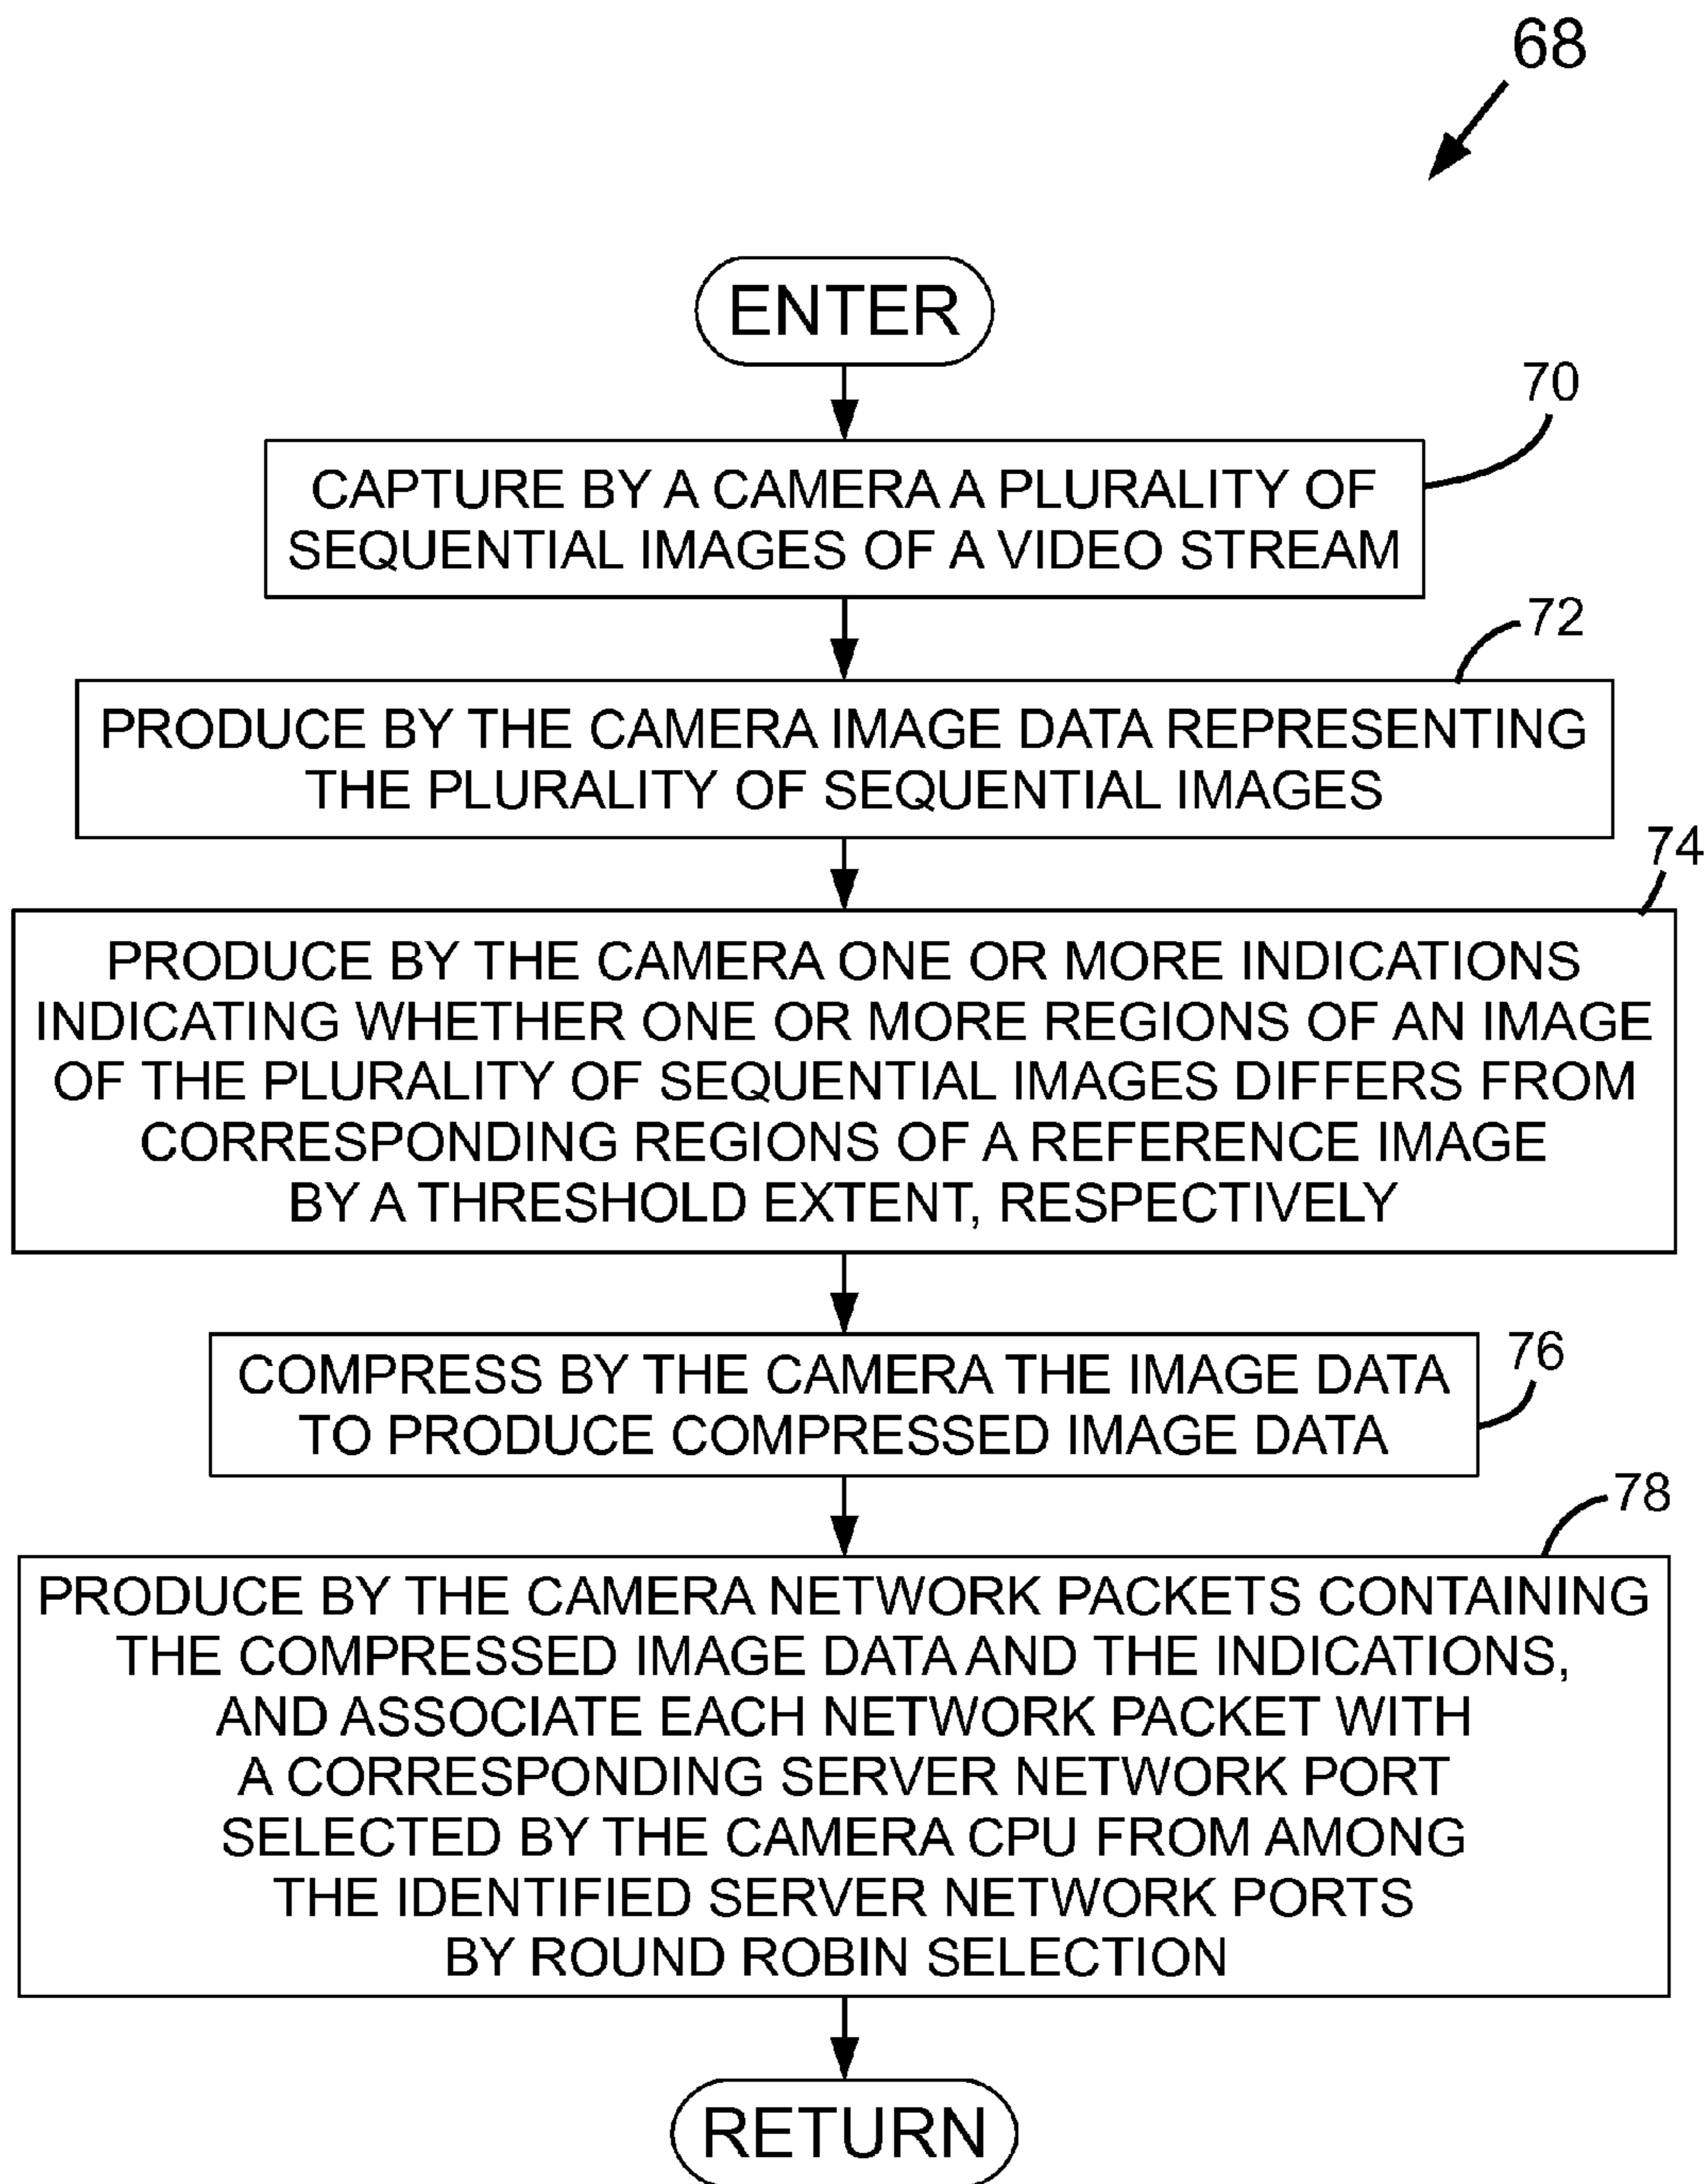 68
ENTER
70
CAPTURE BY A CAMERA A PLURALITY OF
SEQUENTIAL IMAGES OF A VIDEO STREAM
72
PRODUCE BY THE CAMERA IMAGE DATA REPRESENTING
THE PLURALITY OF SEQUENTIAL IMAGES
74
PRODUCE BY THE CAMERA ONE OR MORE INDICATIONS
INDICATING WHETHER ONE OR MORE REGIONS OF AN IMAGE
OF THE PLURALITY OF SEQUENTIAL IMAGES DIFFERS FROM
CORRESPONDING REGIONS OF A REFERENCE IMAGE
BY A THRESHOLD EXTENT, RESPECTIVELY
76
COMPRESS BY THE CAMERA THE IMAGE DATA
TO PRODUCE COMPRESSED IMAGE DATA
78
PRODUCE BY THE CAMERA NETWORK PACKETS CONTAINING
THE COMPRESSED IMAGE DATA AND THE INDICATIONS,
AND ASSOCIATE EACH NETWORK PACKET WITH
A CORRESPONDING SERVER NETWORK PORT
SELECTED BY THE CAMERA CPU FROM AMONG
THE IDENTIFIED SERVER NETWORK PORTS
BY ROUND ROBIN SELECTION
RETURN